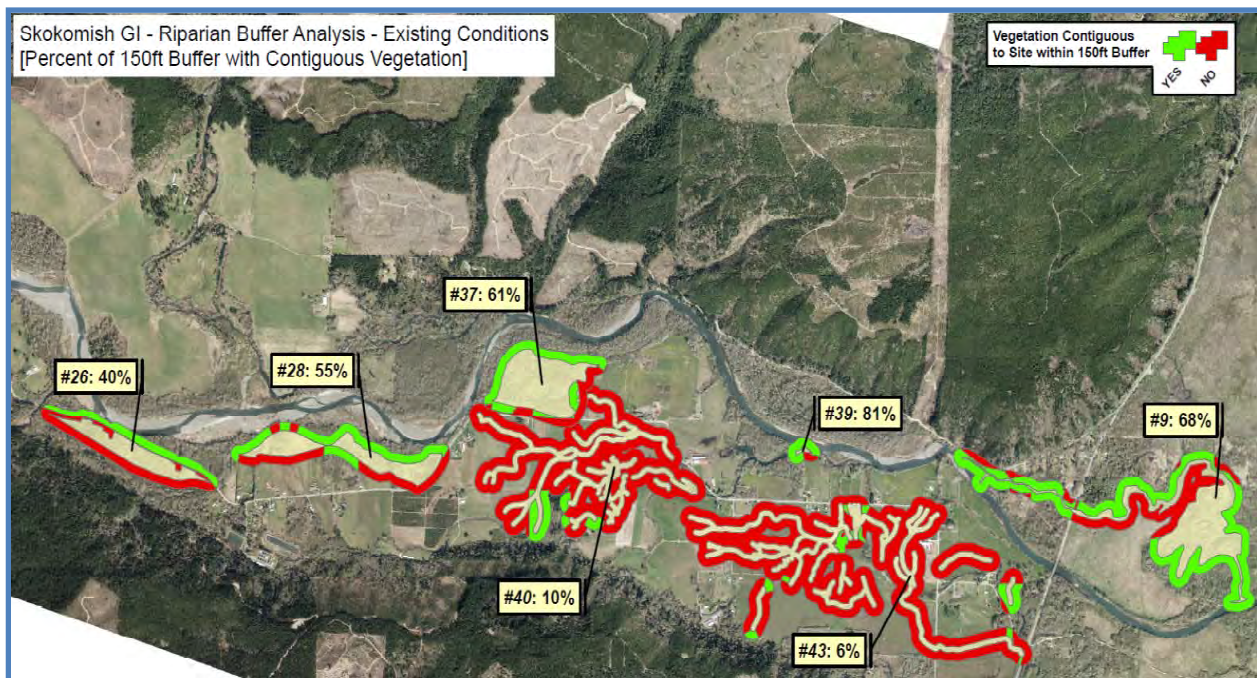 Skokomish GI - Riparian Buffer Analysis - Existing Conditions
[Percent of 150ft Buffer with Contiguous Vegetation]
Vegetation Contiguous
to Site within 150ft Buffer
YES
NO
#37: 61%
#26: 40%
#28: 55%
#39: 81%
#9: 68%
#40: 10%
#43: 6%